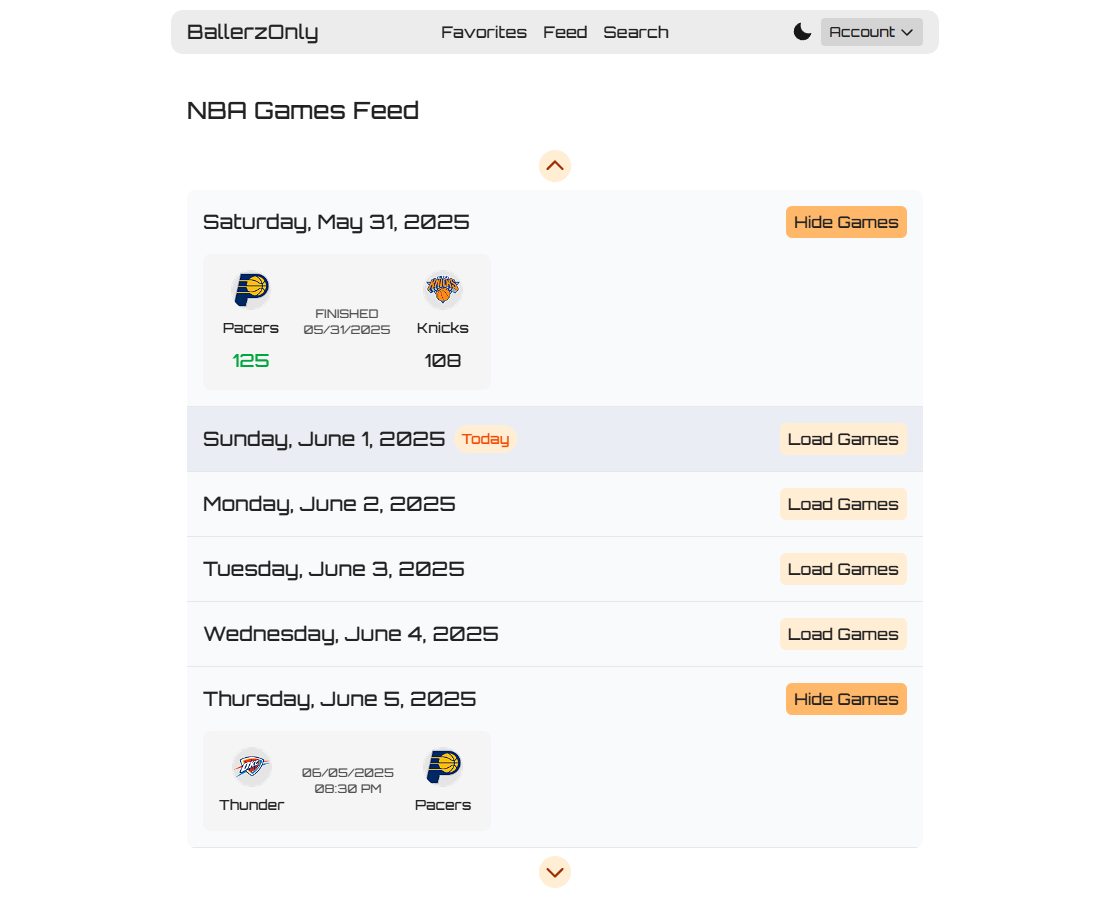 BallerzOnly Favorites Feed Search Account
NBA Games Feed
Saturday, May 31, 2025 Hide Games
FINISHED
05/31/2025
Pacers Knicks
125 108
Sunday, June 1, 2025 Today Load Games
Monday, June 2, 2025 Load Games
Tuesday, June 3, 2025 Load Games
Wednesday, June 4, 2025 Load Games
Thursday, June 5, 2025 Hide Games
06/05/2025
08:30 PM
Thunder Pacers